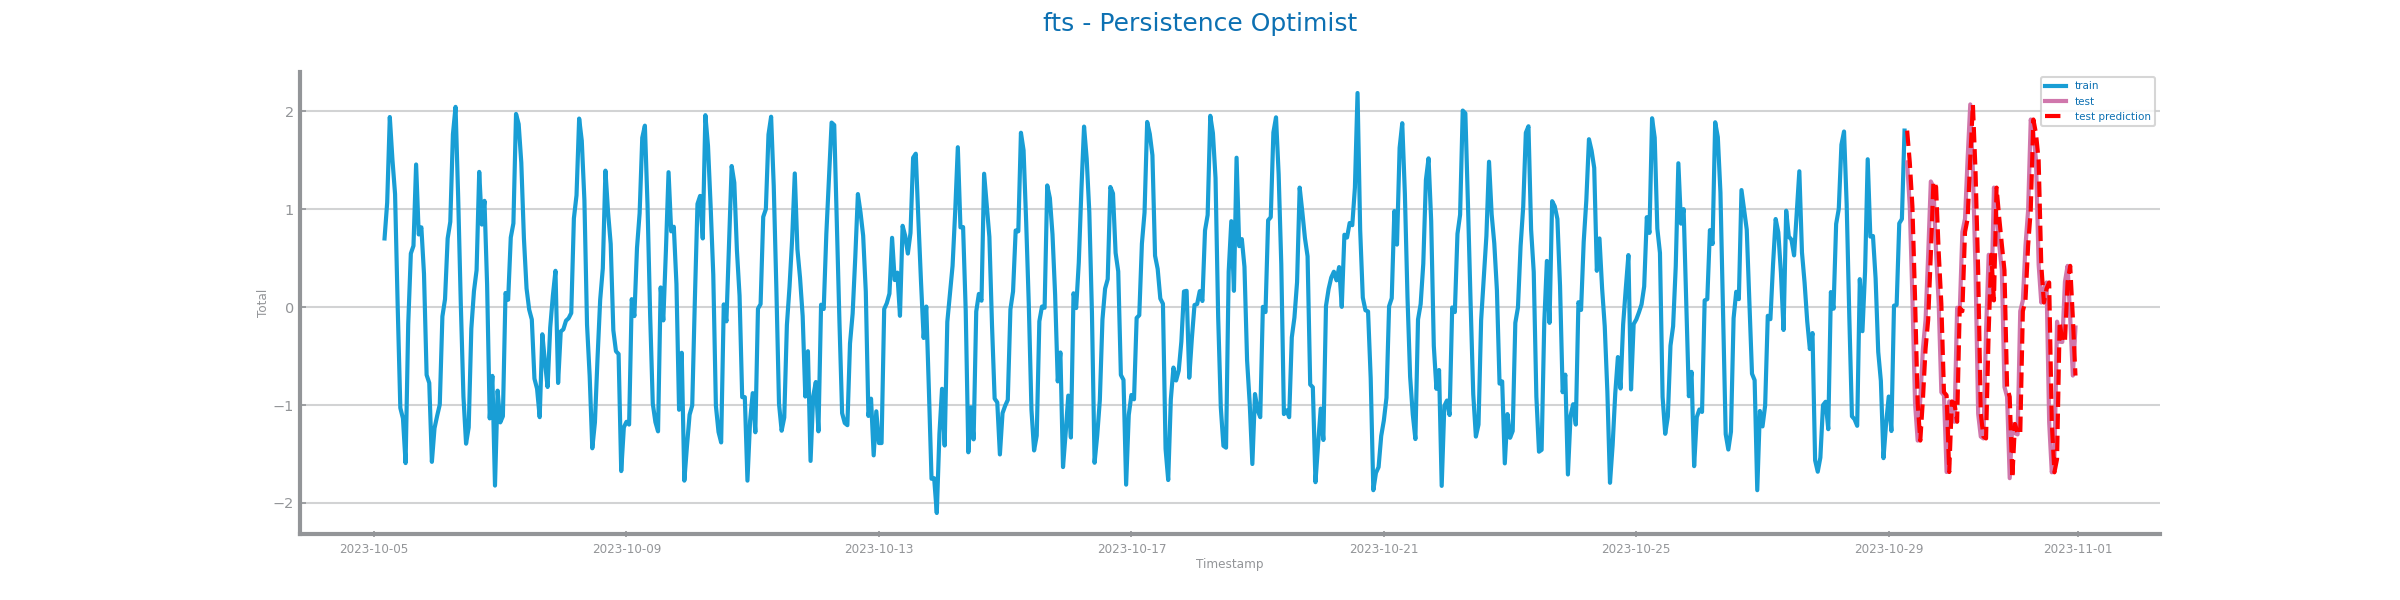 fts - Persistence Optimist
train
test
test prediction
2
1
0
−1
−2
Total
2023-10-05
2023-10-09
2023-10-13
2023-10-17
2023-10-21
2023-10-25
2023-10-29
2023-11-01
Timestamp